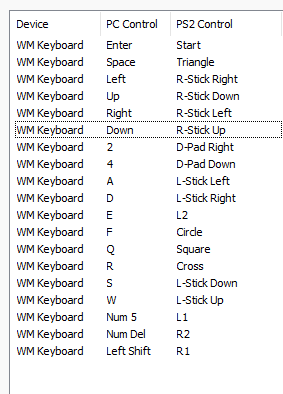 Device PC Control PS2 Control
WM Keyboard Enter Start
WM Keyboard Space Triangle
WM Keyboard Left R-Stick Right
WM Keyboard Up R-Stick Down
WM Keyboard Right R-Stick Left
WM Keyboard Down R-Stick Up
WM Keyboard 2 D-Pad Right
WM Keyboard 4 D-Pad Down
WM Keyboard A L-Stick Left
WM Keyboard D L-Stick Right
WM Keyboard E L2
WM Keyboard F Circle
WM Keyboard Q Square
WM Keyboard R Cross
WM Keyboard S L-Stick Down
WM Keyboard W L-Stick Up
WM Keyboard Num 5 L1
WM Keyboard Num Del R2
WM Keyboard Left Shift R1